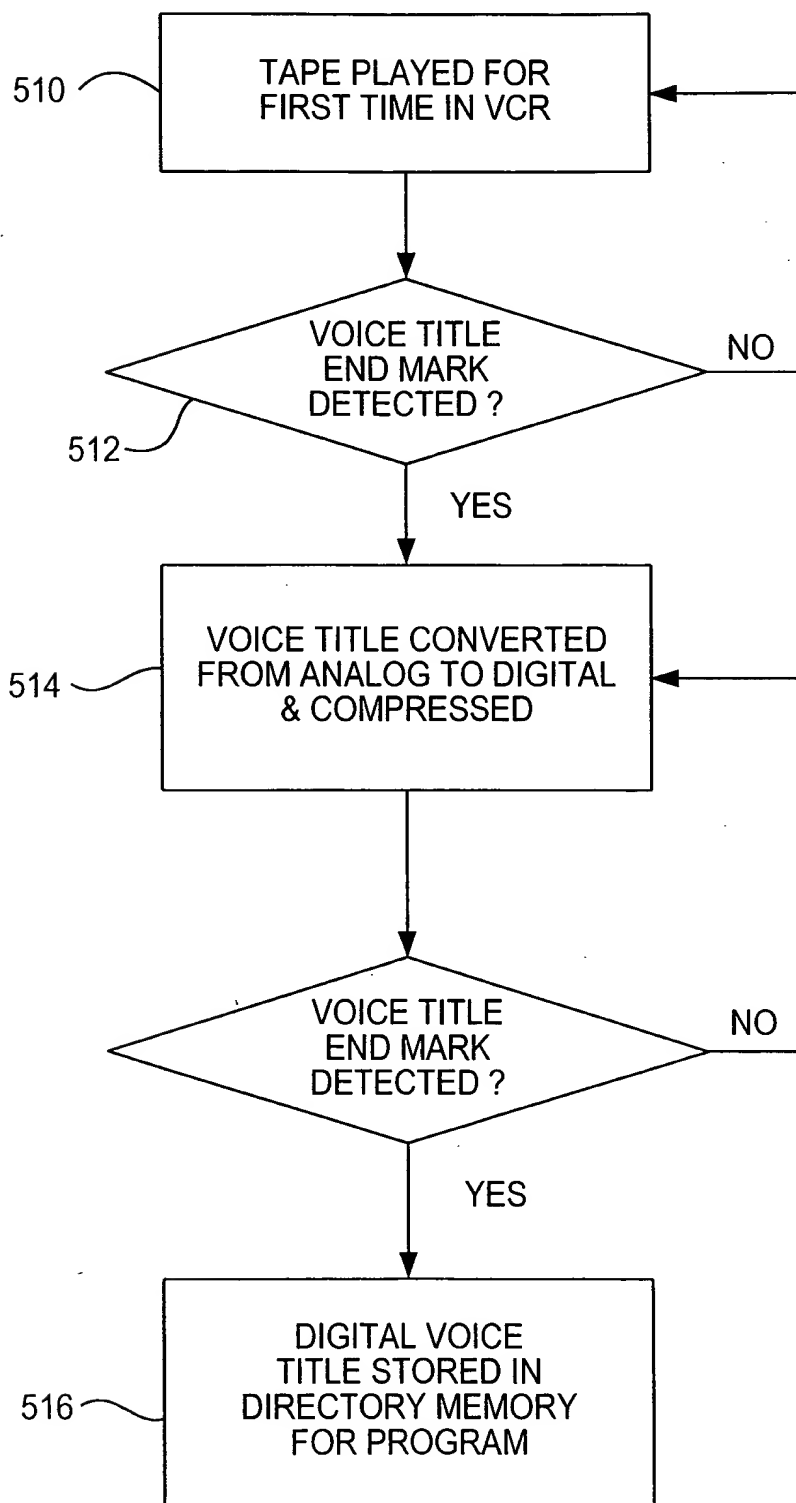 510
TAPE PLAYED FOR
FIRST TIME IN VCR
VOICE TITLE
END MARK
DETECTED ?
NO
512
YES
514
VOICE TITLE CONVERTED
FROM ANALOG TO DIGITAL
& COMPRESSED
VOICE TITLE
END MARK
DETECTED ?
NO
YES
516
DIGITAL VOICE
TITLE STORED IN
DIRECTORY MEMORY
FOR PROGRAM